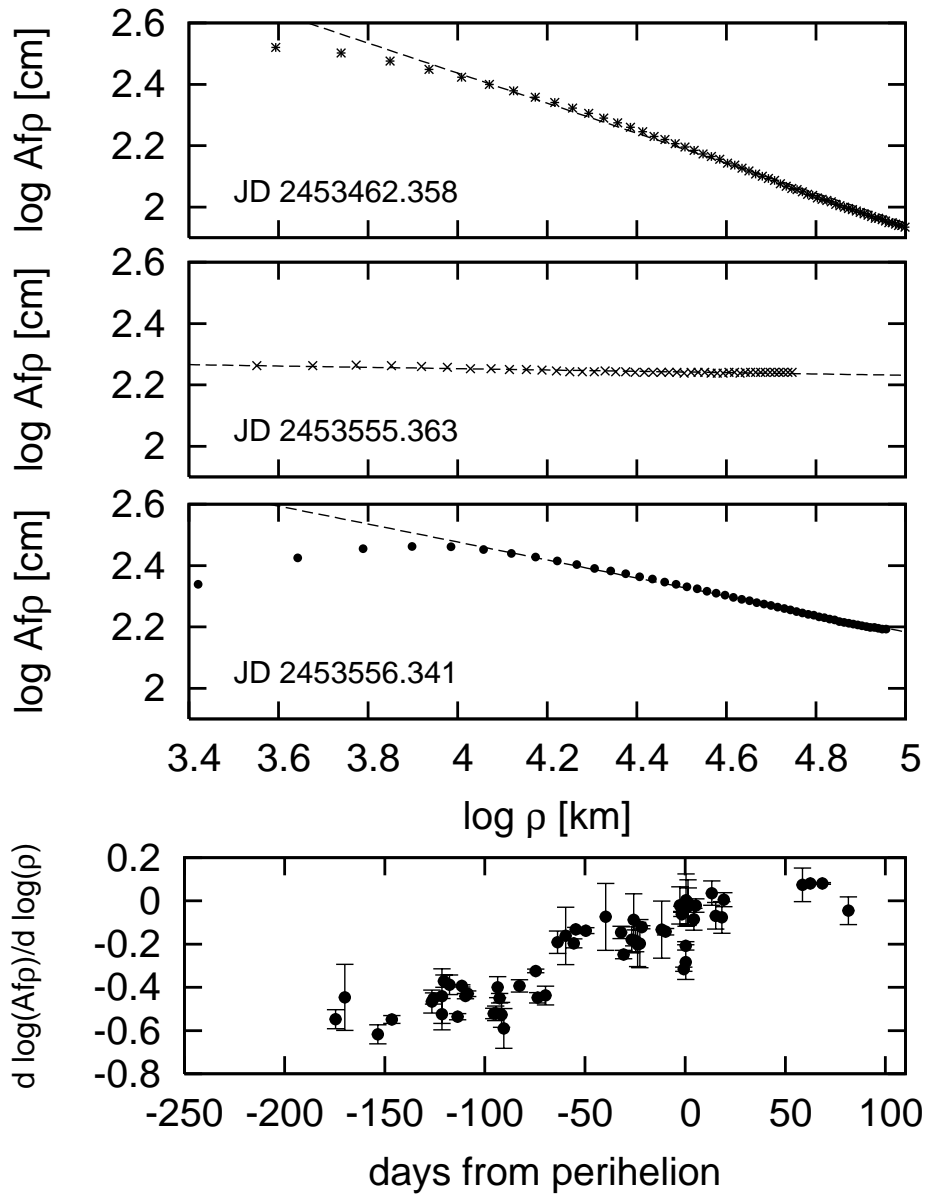 2.6
2.4
2.2
2
log Afρ [cm]
JD 2453462.358
2.6
2.4
2.2
2
log Afρ [cm]
JD 2453555.363
2.6
2.4
2.2
2
log Afρ [cm]
JD 2453556.341
3.4 3.6 3.8 4 4.2 4.4 4.6 4.8 5
log ρ [km]
0.2
0
-0.2
-0.4
-0.6
-0.8
d log(Afρ)/d log(ρ)
-250 -200 -150 -100 -50 0 50 100
days from perihelion